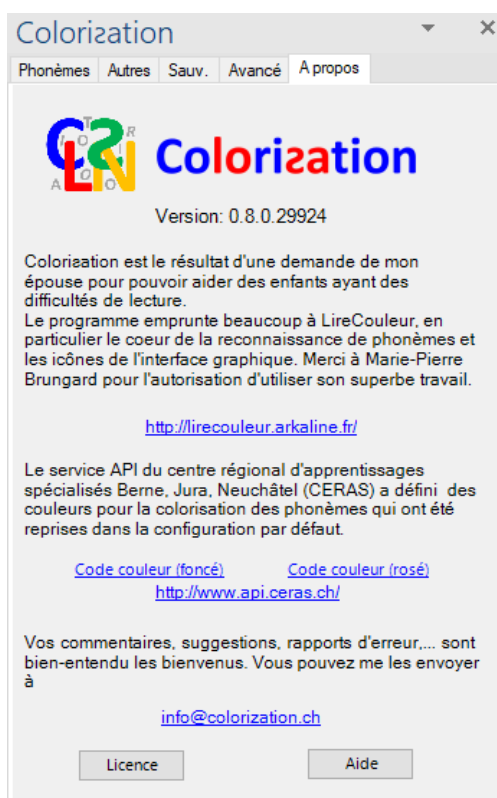 Coloriƨation
Phonèmes Autres Sauv. Avancé A propos
Coloriƨation
Version: 0.8.0.29924
Coloriƨation est le résultat d'une demande de mon
épouse pour pouvoir aider des enfants ayant des
difficultés de lecture.
Le programme emprunte beaucoup à LireCouleur, en
particulier le coeur de la reconnaissance de phonèmes et
les icônes de l'interface graphique. Merci à Marie-Pierre
Brungard pour l'autorisation d'utiliser son superbe travail.
http://lirecouleur.arkaline.fr/
Le service API du centre régional d'apprentissages
spécialisés Berne, Jura, Neuchâtel (CERAS) a défini des
couleurs pour la colorisation des phonèmes qui ont été
reprises dans la configuration par défaut.
Code couleur (foncé) Code couleur (rosé)
http://www.api.ceras.ch/
Vos commentaires, suggestions, rapports d'erreur,... sont
bien-entendu les bienvenus. Vous pouvez me les envoyer
à
info@colorization.ch
Licence Aide